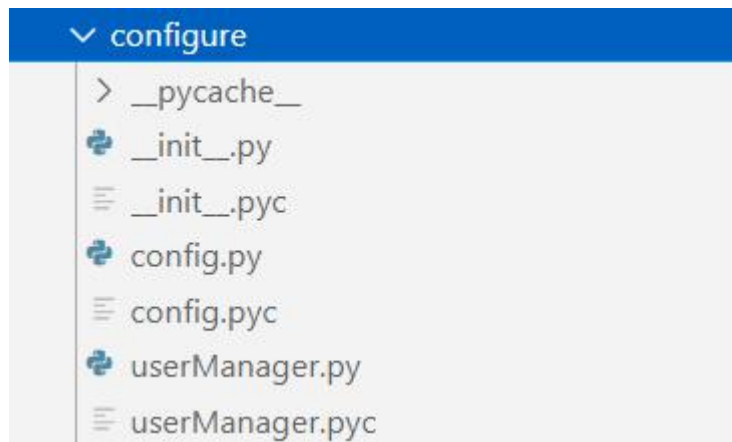 configure
__pycache__
__init__.py
__init__.pyc
config.py
config.pyc
userManager.py
userManager.pyc